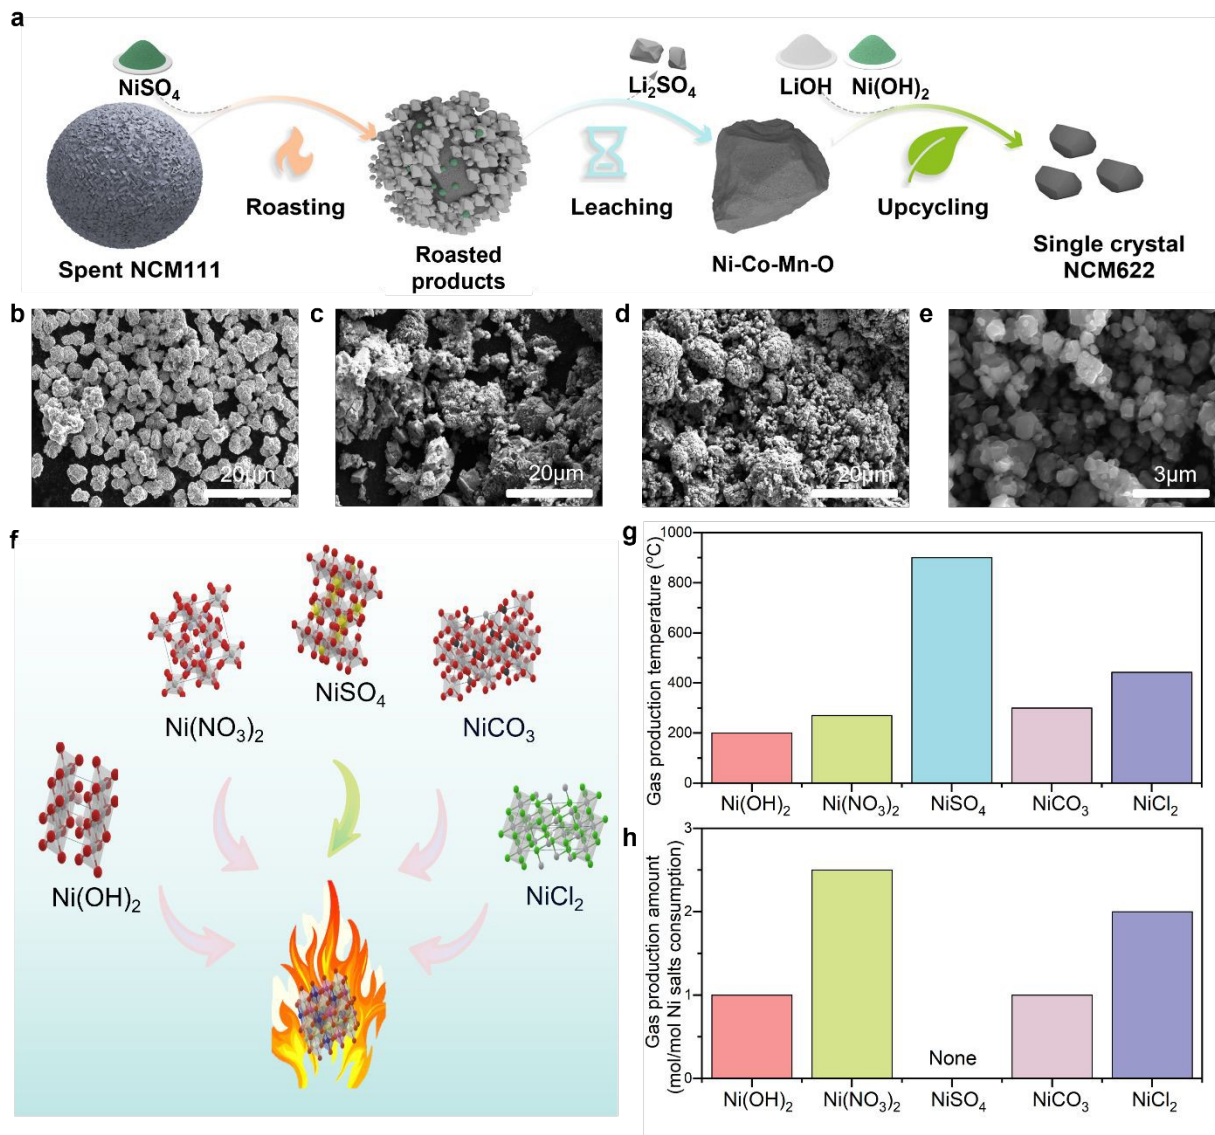 a
NiSO₄
Li₂SO₄
LiOH Ni(OH)₂
Roasting
Leaching
Upcycling
Spent NCM111
Roasted
products
Ni-Co-Mn-O
Single crystal
NCM622
b
20μm
c
20μm
d
20μm
e
3μm
f
Ni(OH)₂
Ni(NO₃)₂
NiSO₄
NiCO₃
NiCl₂
g
Gas production temperature (°C)
1000
800
600
400
200
0
Ni(OH)₂ Ni(NO₃)₂ NiSO₄ NiCO₃ NiCl₂
h
Gas production amount
(mol/mol Ni salts consumption)
3
2
1
0
None
Ni(OH)₂ Ni(NO₃)₂ NiSO₄ NiCO₃ NiCl₂